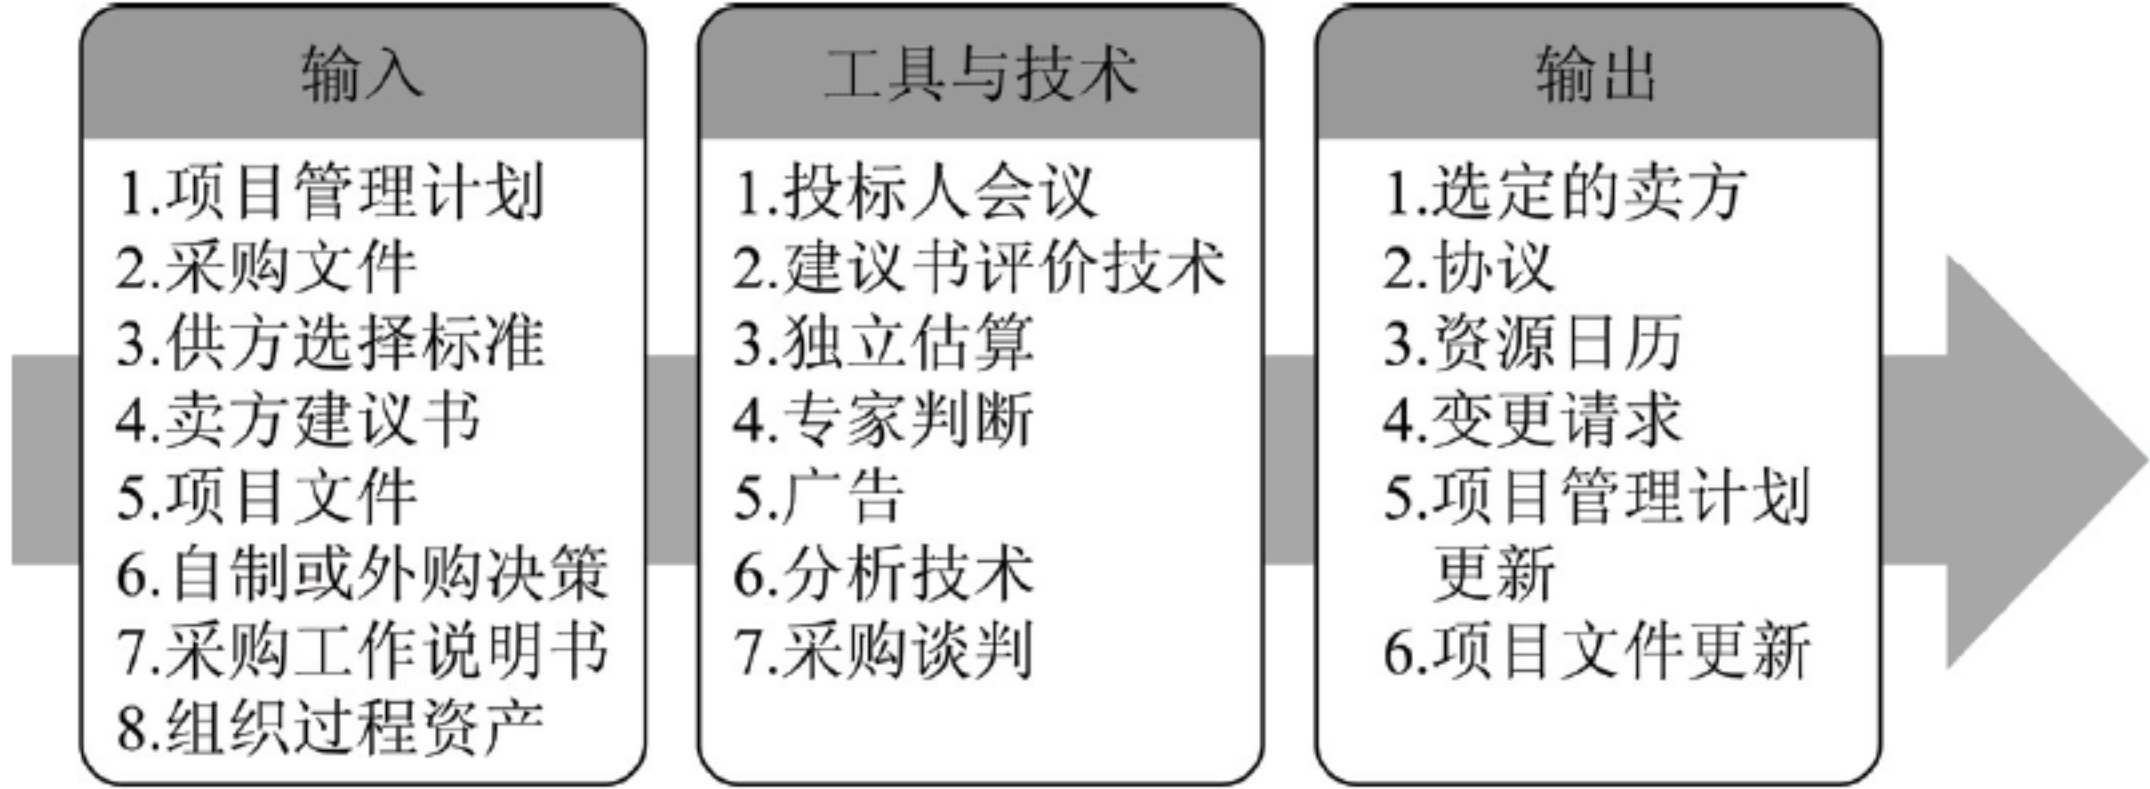 输入
1.项目管理计划
2.采购文件
3.供方选择标准
4.卖方建议书
5.项目文件
6.自制或外购决策
7.采购工作说明书
8.组织过程资产
工具与技术
1.投标人会议
2.建议书评价技术
3.独立估算
4.专家判断
5.广告
6.分析技术
7.采购谈判
输出
1.选定的卖方
2.协议
3.资源日历
4.变更请求
5.项目管理计划
更新
6.项目文件更新